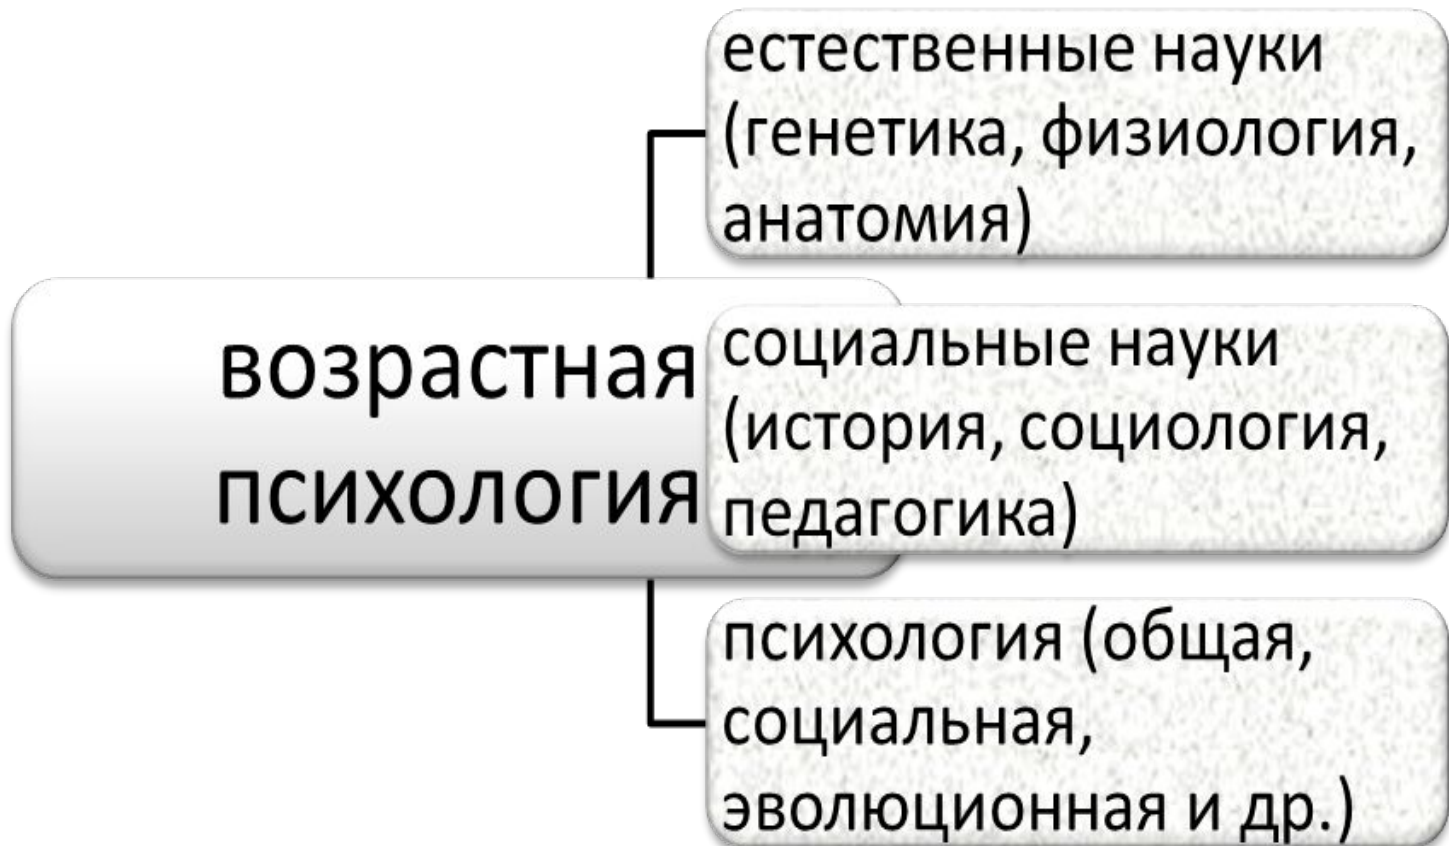 естественные науки
(генетика, физиология,
анатомия)
возрастная
психология
социальные науки
(история, социология,
педагогика)
психология (общая,
социальная,
эволюционная и др.)